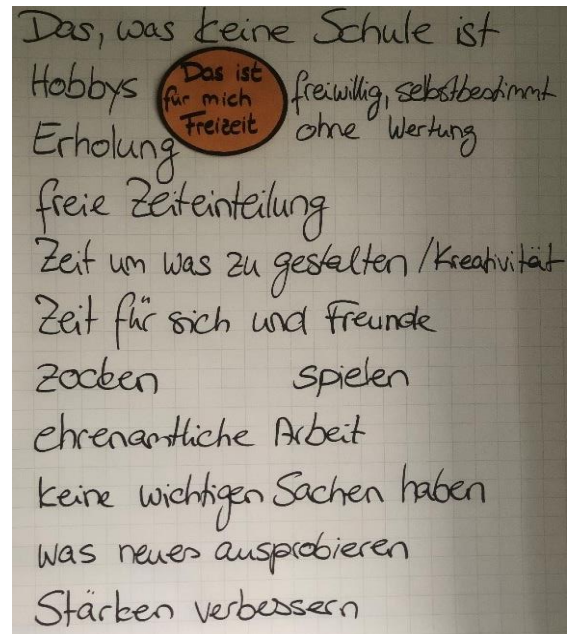 Das, was keine Schule ist
Hobbys
Das ist
für mich
Freizeit
freiwillig, selbstbestimmt
ohne Wertung
Erholung
freie Zeiteinteilung
Zeit um was zu gestalten / Kreativität
Zeit für sich und Freunde
zocken spielen
ehrenamtliche Arbeit
keine wichtigen Sachen haben
was neues ausprobieren
Stärken verbessern